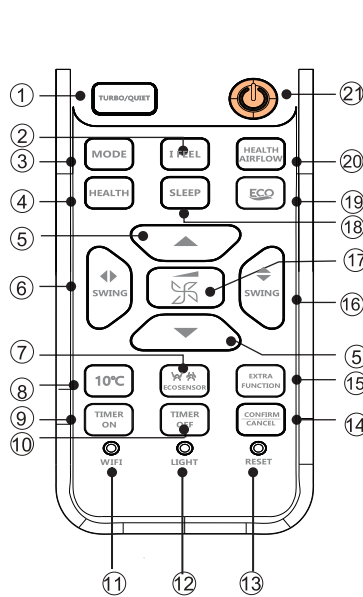 1
TURBO/QUIET
21
2
3
MODE
I FEEL
HEALTH
AIRFLOW
20
4
HEALTH
SLEEP
ECO
19
18
5
17
6
SWING
SWING
16
7
5
8
10°C
ECOSENSOR
EXTRA
FUNCTION
15
9
TIMER
ON
TIMER
OFF
CONFIRM
CANCEL
14
10
WIFI
LIGHT
RESET
11
12
13